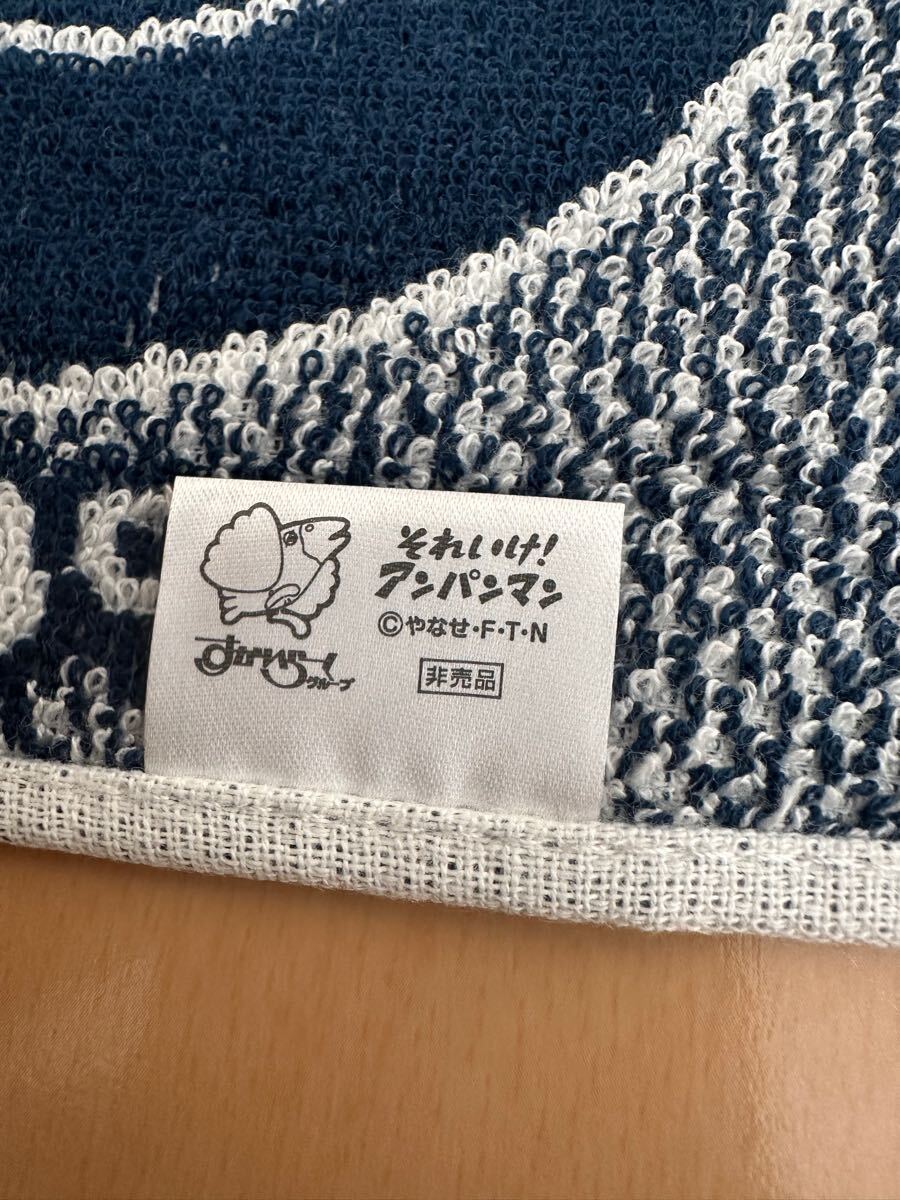 それいけ!
アンパンマン
©やなせ・F・T・N
すかいらーく
グループ
非売品